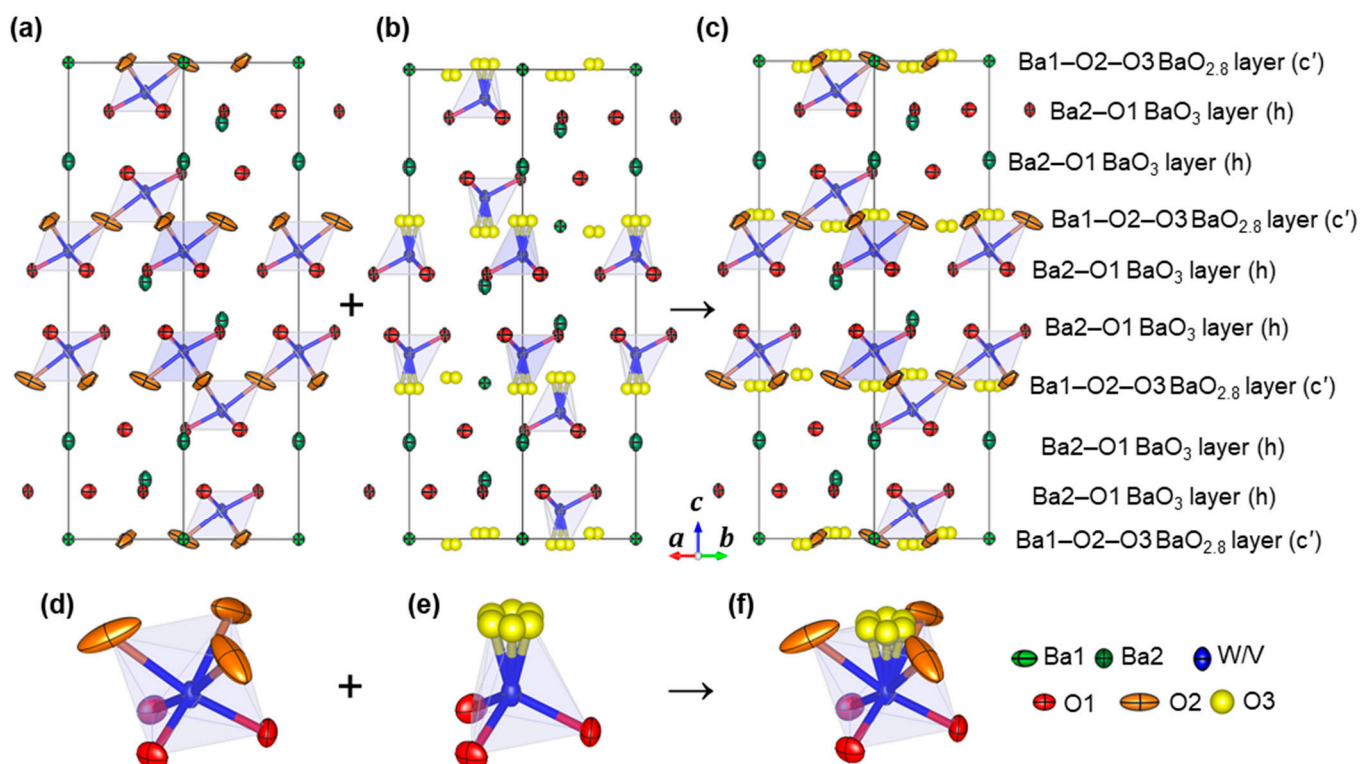 (a)
(b)
(c)
Ba1–O2–O3 BaO2.8 layer (c′)
Ba2–O1 BaO3 layer (h)
Ba2–O1 BaO3 layer (h)
Ba1–O2–O3 BaO2.8 layer (c′)
Ba2–O1 BaO3 layer (h)
+
→
Ba2–O1 BaO3 layer (h)
Ba1–O2–O3 BaO2.8 layer (c′)
Ba2–O1 BaO3 layer (h)
Ba2–O1 BaO3 layer (h)
c
a
b
Ba1–O2–O3 BaO2.8 layer (c′)
(d)
(e)
(f)
+
→
Ba1 Ba2 W/V
O1 O2 O3